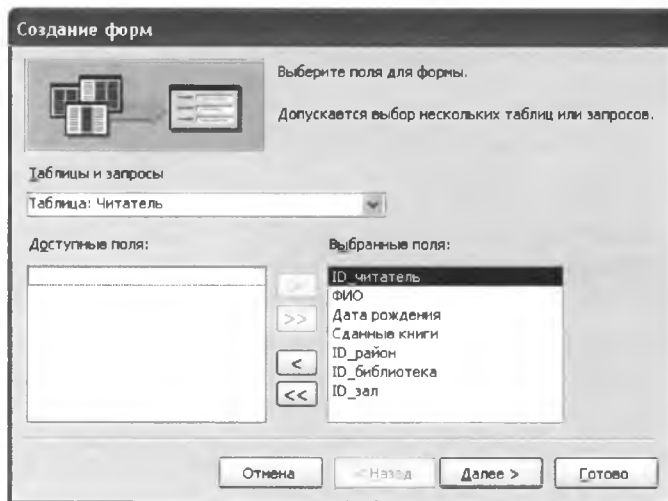 Создание форм
Выберите поля для формы.
Допускается выбор нескольких таблиц или запросов.
Таблицы и запросы
Таблица: Читатель
Доступные поля:
Выбранные поля:
>
>>
<
<<
ID_читатель
ФИО
Дата рождения
Сданные книги
ID_район
ID_библиотека
ID_зал
Отмена
< Назад
Далее >
Готово